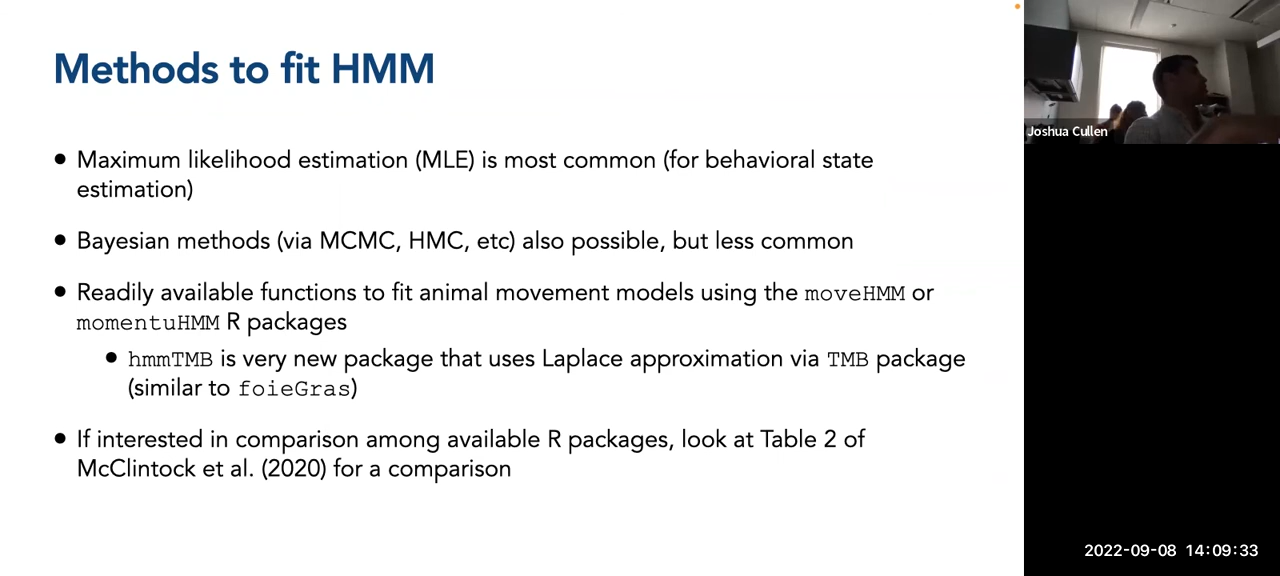 Methods to fit HMM
Joshua Cullen
● Maximum likelihood estimation (MLE) is most common (for behavioral state
estimation)
● Bayesian methods (via MCMC, HMC, etc) also possible, but less common
● Readily available functions to fit animal movement models using the moveHMM or
momentuHMM R packages
● hmmTMB is very new package that uses Laplace approximation via TMB package
(similar to foieGras)
● If interested in comparison among available R packages, look at Table 2 of
McClintock et al. (2020) for a comparison
2022-09-08 14:09:33